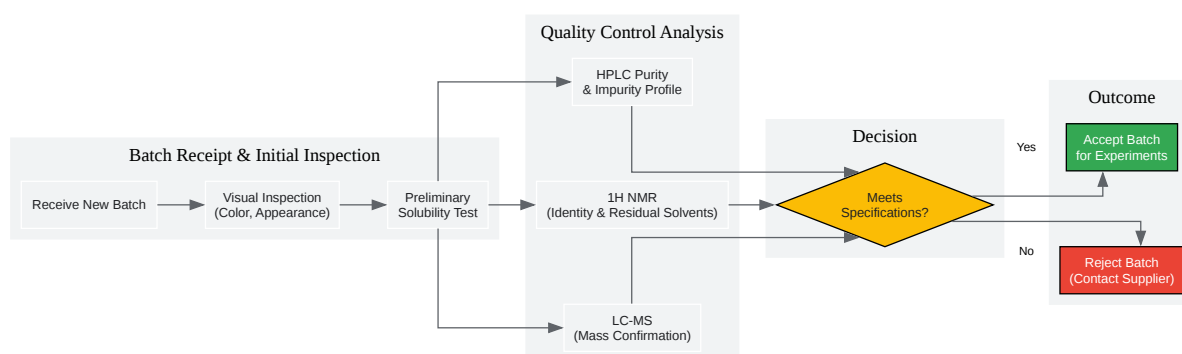 Batch Receipt & Initial Inspection
Receive New Batch
Visual Inspection
(Color, Appearance)
Preliminary
Solubility Test
Quality Control Analysis
HPLC Purity
& Impurity Profile
1H NMR
(Identity & Residual Solvents)
LC-MS
(Mass Confirmation)
Decision
Meets
Specifications?
Yes
No
Outcome
Accept Batch
for Experiments
Reject Batch
(Contact Supplier)